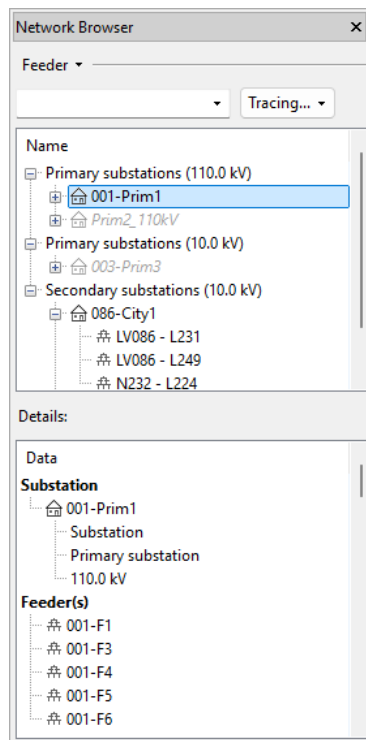 Network Browser
Feeder
Tracing...
Name
Primary substations (110.0 kV)
001-Prim1
Prim2_110kV
Primary substations (10.0 kV)
003-Prim3
Secondary substations (10.0 kV)
086-City1
LV086 - L231
LV086 - L249
N232 - L224
Details:
Data
Substation
001-Prim1
Substation
Primary substation
110.0 kV
Feeder(s)
001-F1
001-F3
001-F4
001-F5
001-F6